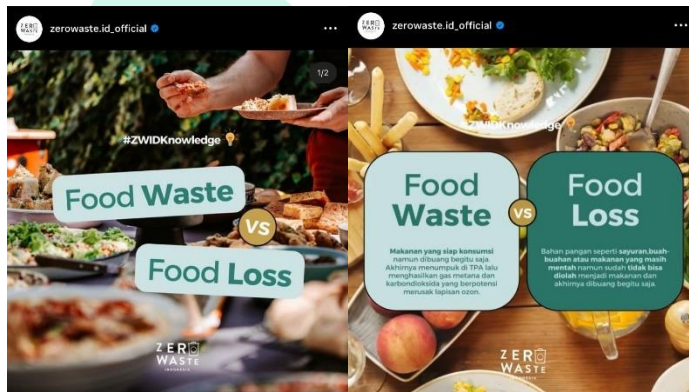 zerowaste.id_official
1/2
#ZWIDKnowledge
Food Waste
VS
Food Loss
ZERO
WASTE
INDONESIA
zerowaste.id_official
#ZWIDKnowledge
Food
Waste
Makanan yang siap konsumsi
namun dibuang begitu saja.
Akhirnya menumpuk di TPA lalu
menghasilkan gas metana dan
karbondioksida yang berpotensi
merusak lapisan ozon.
VS
Food
Loss
Bahan pangan seperti sayuran,buah-
buahan atau makanan yang masih
mentah namun sudah tidak bisa
diolah menjadi makanan dan
akhirnya dibuang begitu saja.
ZERO
WASTE
INDONESIA